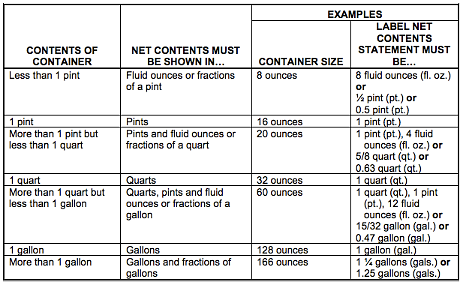 EXAMPLES
CONTENTS OF
CONTAINER
NET CONTENTS MUST
BE SHOWN IN…
CONTAINER SIZE
LABEL NET
CONTENTS
STATEMENT MUST
BE…
Less than 1 pint
Fluid ounces or fractions
of a pint
8 ounces
8 fluid ounces (fl. oz.)
or
½ pint (pt.) or
0.5 pint (pt.)
1 pint
Pints
16 ounces
1 pint (pt.)
More than 1 pint but
less than 1 quart
Pints and fluid ounces or
fractions of a quart
20 ounces
1 pint (pt.), 4 fluid
ounces (fl. oz.) or
5/8 quart (qt.) or
0.63 quart (qt.)
1 quart
Quarts
32 ounces
1 quart (qt.)
More than 1 quart but
less than 1 gallon
Quarts, pints and fluid
ounces or fractions of a
gallon
60 ounces
1 quart (qt.), 1 pint
(pt.), 12 fluid
ounces (fl. oz.) or
15/32 gallon (gal.) or
0.47 gallon (gal.)
1 gallon
Gallons
128 ounces
1 gallon (gal.)
More than 1 gallon
Gallons and fractions of
gallons
166 ounces
1 ¼ gallons (gals.) or
1.25 gallons (gals.)